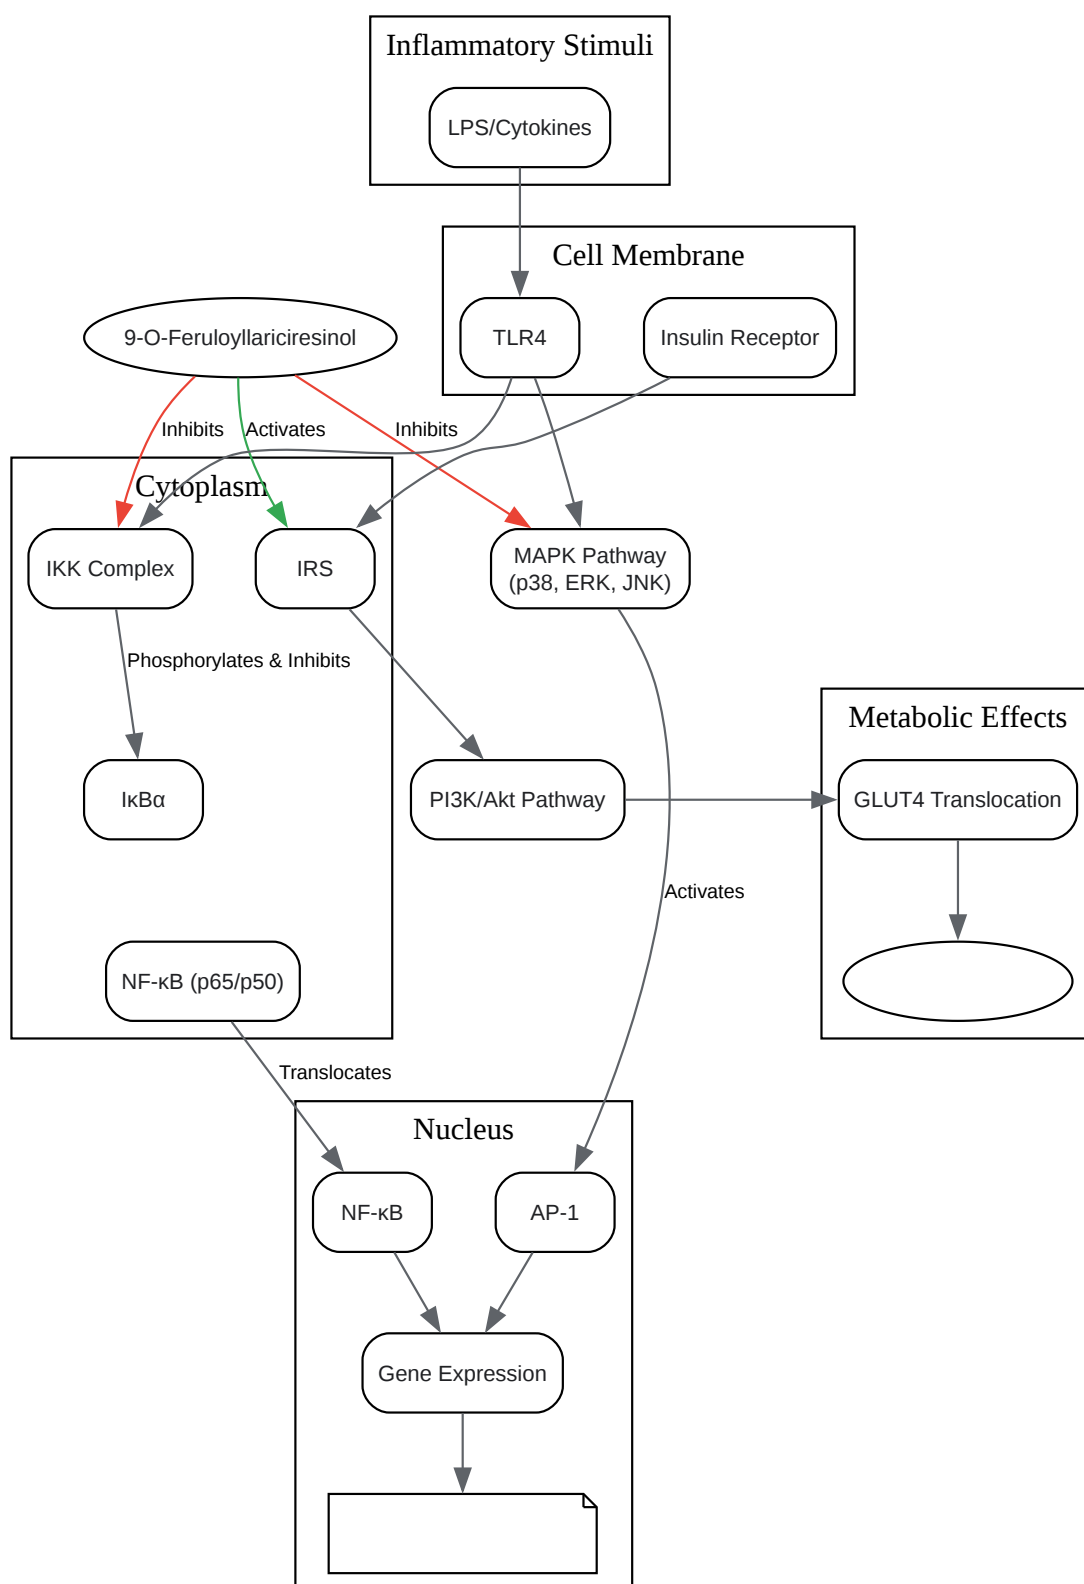 Inflammatory Stimuli
LPS/Cytokines
Cell Membrane
TLR4
Insulin Receptor
9-O-Feruloyllariciresinol
Inhibits
Activates
Inhibits
Cytoplasm
IKK Complex
IRS
MAPK Pathway
(p38, ERK, JNK)
Phosphorylates & Inhibits
Metabolic Effects
IκBα
PI3K/Akt Pathway
GLUT4 Translocation
Activates
NF-κB (p65/p50)
Translocates
Nucleus
NF-κB
AP-1
Gene Expression